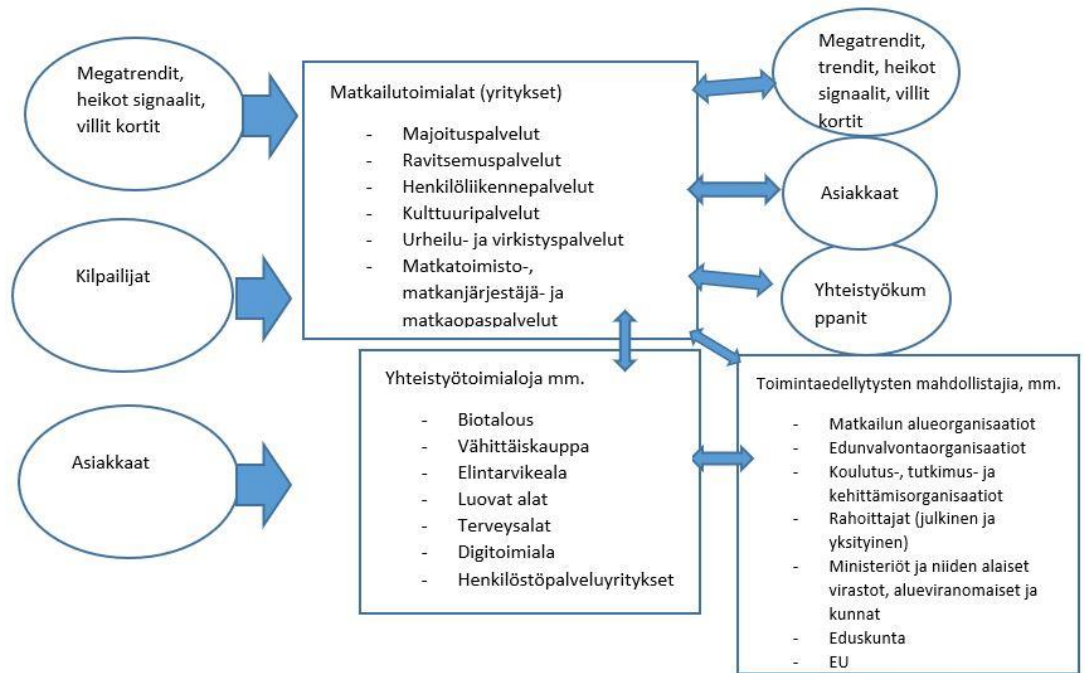 Megatrendit,
heikot signaalit,
villit kortit
Kilpailijat
Asiakkaat
Matkailutoimialat (yritykset)
- Majoituspalvelut
- Ravitsemuspalvelut
- Henkilöliikennepalvelut
- Kulttuuripalvelut
- Urheilu- ja virkistyspalvelut
- Matkatoimisto-,
matkanjärjestäjä- ja
matkaopaspalvelut
Yhteistyötoimialoja mm.
- Biotalous
- Vähittäiskauppa
- Elintarvikeala
- Luovat alat
- Terveysalat
- Digitoimiala
- Henkilöstöpalveluyritykset
Megatrendit,
trendit, heikot
signaalit, villit
kortit
Asiakkaat
Yhteistyökum
ppanit
Toimintaedellytysten mahdollistajia, mm.
- Matkailun alueorganisaatiot
- Edunvalvontaorganisaatiot
- Koulutus-, tutkimus- ja
kehittämisorganisaatiot
- Rahoittajat (julkinen ja
yksityinen)
- Ministeriöt ja niiden alaiset
virastot, alueviranomaiset ja
kunnat
- Eduskunta
- EU